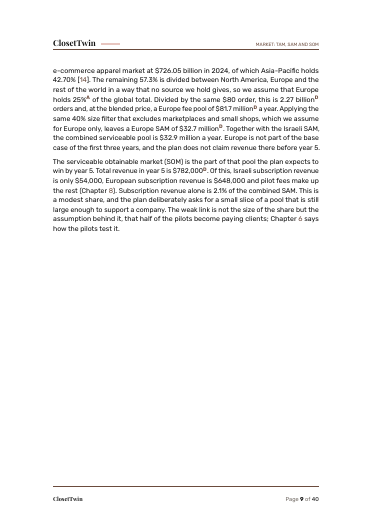 ClosetTwin
MARKET: TAM, SAM AND SOM
e-commerce apparel market at $726.05 billion in 2024, of which Asia-Pacific holds
42.70% [14]. The remaining 57.3% is divided between North America, Europe and the
rest of the world in a way that no source we hold gives, so we assume that Europe
holds 25%ᴬ of the global total. Divided by the same $80 order, this is 2.27 billionᴰ
orders and, at the blended price, a Europe fee pool of $81.7 millionᴰ a year. Applying the
same 40% size filter that excludes marketplaces and small shops, which we assume
for Europe only, leaves a Europe SAM of $32.7 millionᴰ. Together with the Israeli SAM,
the combined serviceable pool is $32.9 million a year. Europe is not part of the base
case of the first three years, and the plan does not claim revenue there before year 5.
The serviceable obtainable market (SOM) is the part of that pool the plan expects to
win by year 5. Total revenue in year 5 is $782,000ᴰ. Of this, Israeli subscription revenue
is only $54,000, European subscription revenue is $648,000 and pilot fees make up
the rest (Chapter 8). Subscription revenue alone is 2.1% of the combined SAM. This is
a modest share, and the plan deliberately asks for a small slice of a pool that is still
large enough to support a company. The weak link is not the size of the share but the
assumption behind it, that half of the pilots become paying clients; Chapter 6 says
how the pilots test it.
ClosetTwin
Page 9 of 40